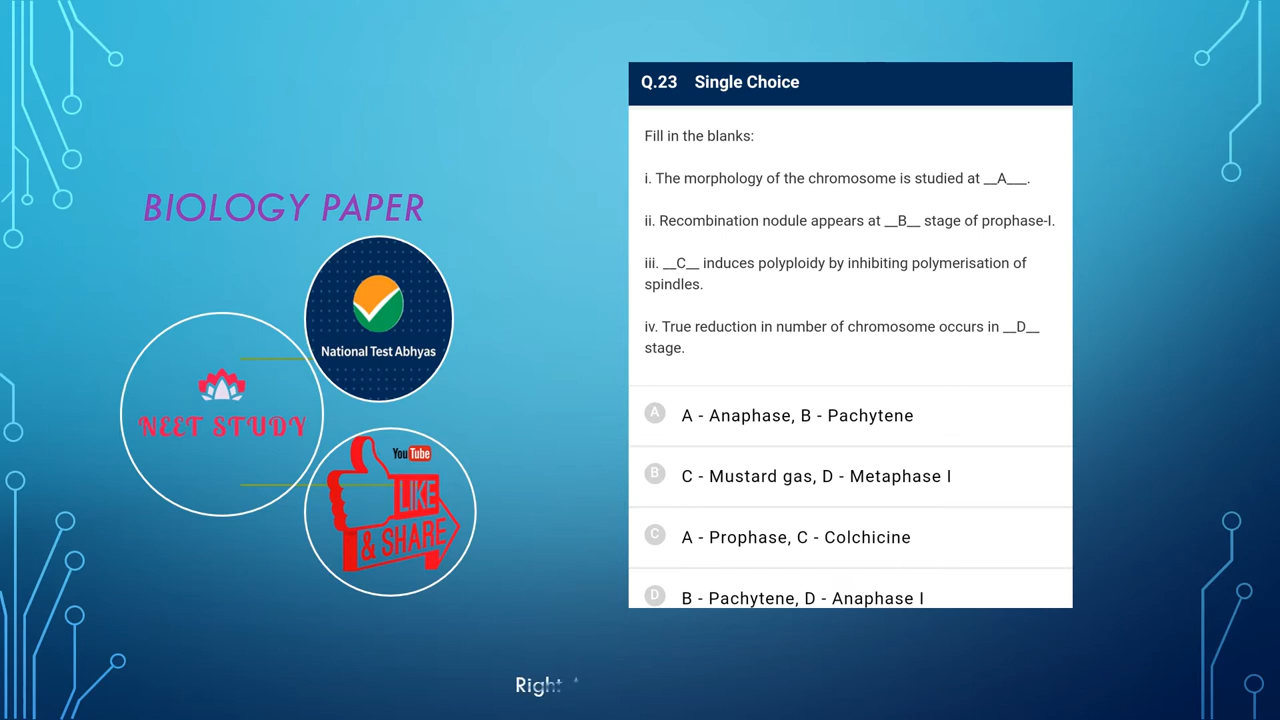 BIOLOGY PAPER
National Test Abhyas
NEET STUDY
YouTube
LIKE
& SHARE
Q.23 Single Choice
Fill in the blanks:
i. The morphology of the chromosome is studied at __A___.
ii. Recombination nodule appears at __B__ stage of prophase-I.
iii. __C__ induces polyploidy by inhibiting polymerisation of
spindles.
iv. True reduction in number of chromosome occurs in __D__
stage.
A A - Anaphase, B - Pachytene
B C - Mustard gas, D - Metaphase I
C A - Prophase, C - Colchicine
D B - Pachytene, D - Anaphase I
Right